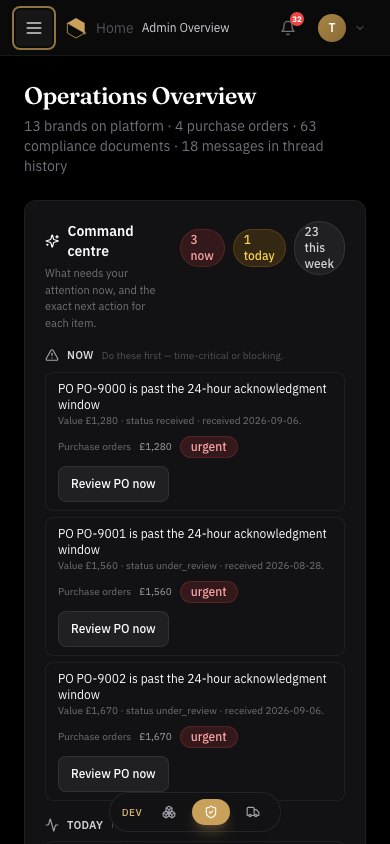 Home Admin Overview 32 T
Operations Overview
13 brands on platform · 4 purchase orders · 63
compliance documents · 18 messages in thread
history
Command
centre
What needs your
attention now, and the
exact next action for
each item.
3
now
1
today
23
this
week
NOW Do these first — time-critical or blocking.
PO PO-9000 is past the 24-hour acknowledgment
window
Value £1,280 · status received · received 2026-09-06.
Purchase orders £1,280 urgent
Review PO now
PO PO-9001 is past the 24-hour acknowledgment
window
Value £1,560 · status under_review · received 2026-08-28.
Purchase orders £1,560 urgent
Review PO now
PO PO-9002 is past the 24-hour acknowledgment
window
Value £1,670 · status under_review · received 2026-09-06.
Purchase orders £1,670 urgent
Review PO now
DEV
TODAY